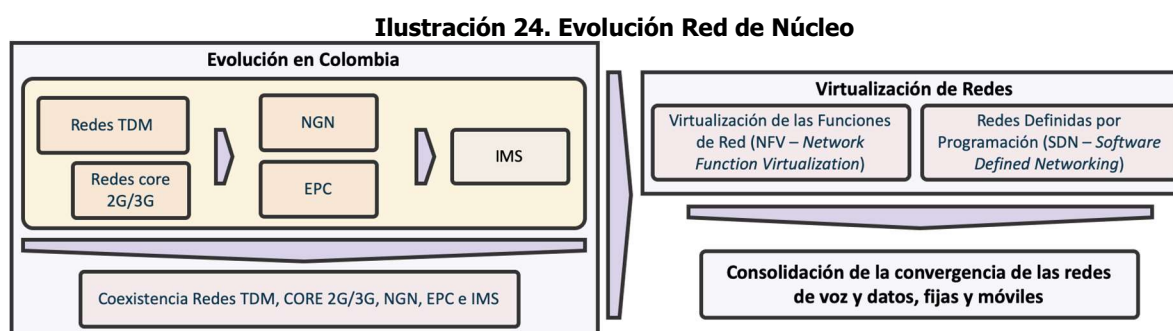 Ilustración 24. Evolución Red de Núcleo
Evolución en Colombia
Redes TDM
Redes core
2G/3G
NGN
EPC
IMS
Coexistencia Redes TDM, CORE 2G/3G, NGN, EPC e IMS
Virtualización de Redes
Virtualización de las Funciones
de Red (NFV – Network
Function Virtualization)
Redes Definidas por
Programación (SDN – Software
Defined Networking)
Consolidación de la convergencia de las redes
de voz y datos, fijas y móviles